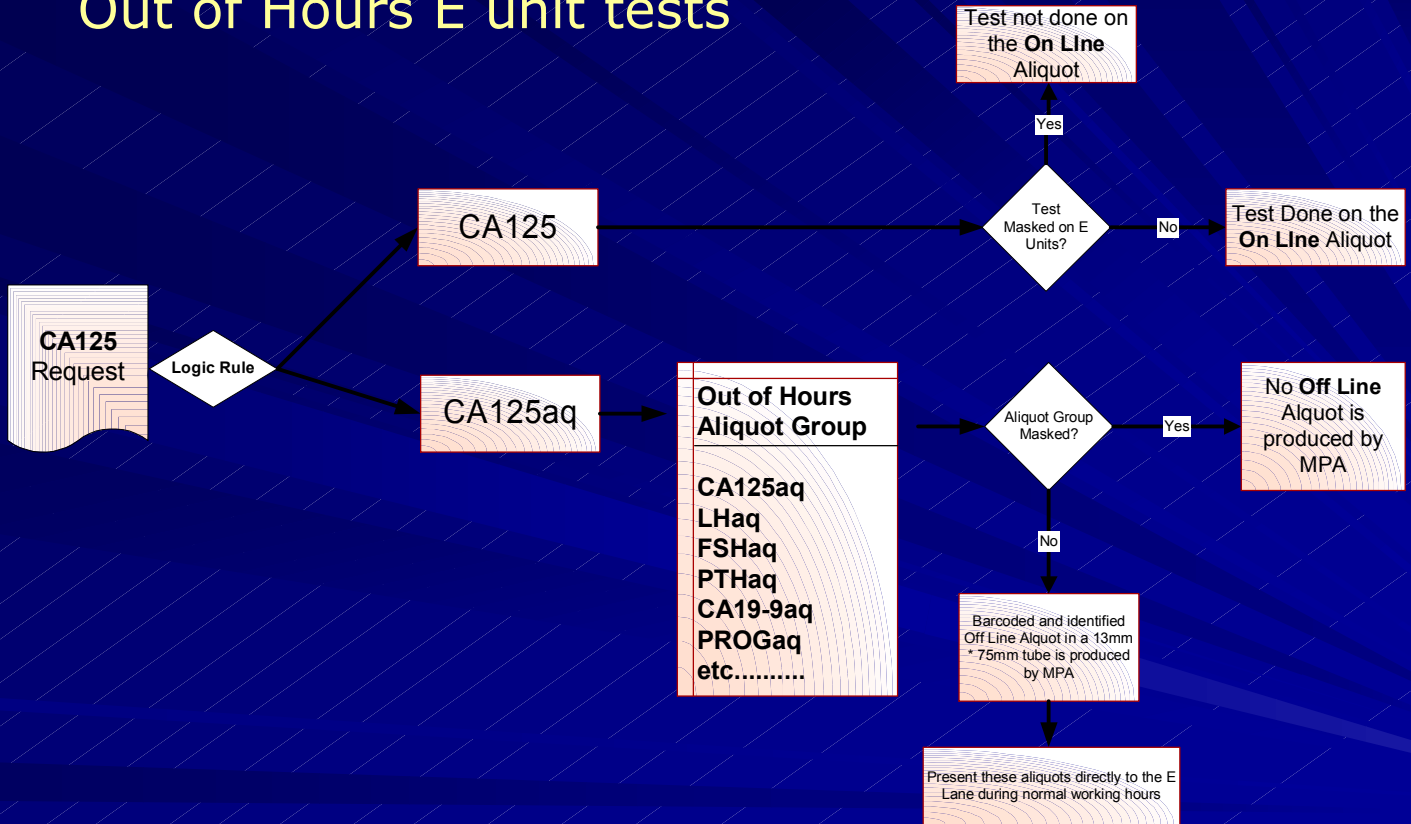 Out of Hours E unit tests
Test not done on
the On LIne
Aliquot
Yes
CA125
Test
Masked on E
Units?
No
Test Done on the
On LIne Aliquot
CA125
Request
Logic Rule
CA125aq
Out of Hours
Aliquot Group
CA125aq
LHaq
FSHaq
PTHaq
CA19-9aq
PROGaq
etc..........
Aliquot Group
Masked?
Yes
No Off Line
Alquot is
produced by
MPA
No
Barcoded and identified
Off Line Alquot in a 13mm
* 75mm tube is produced
by MPA
Present these aliquots directly to the E
Lane during normal working hours